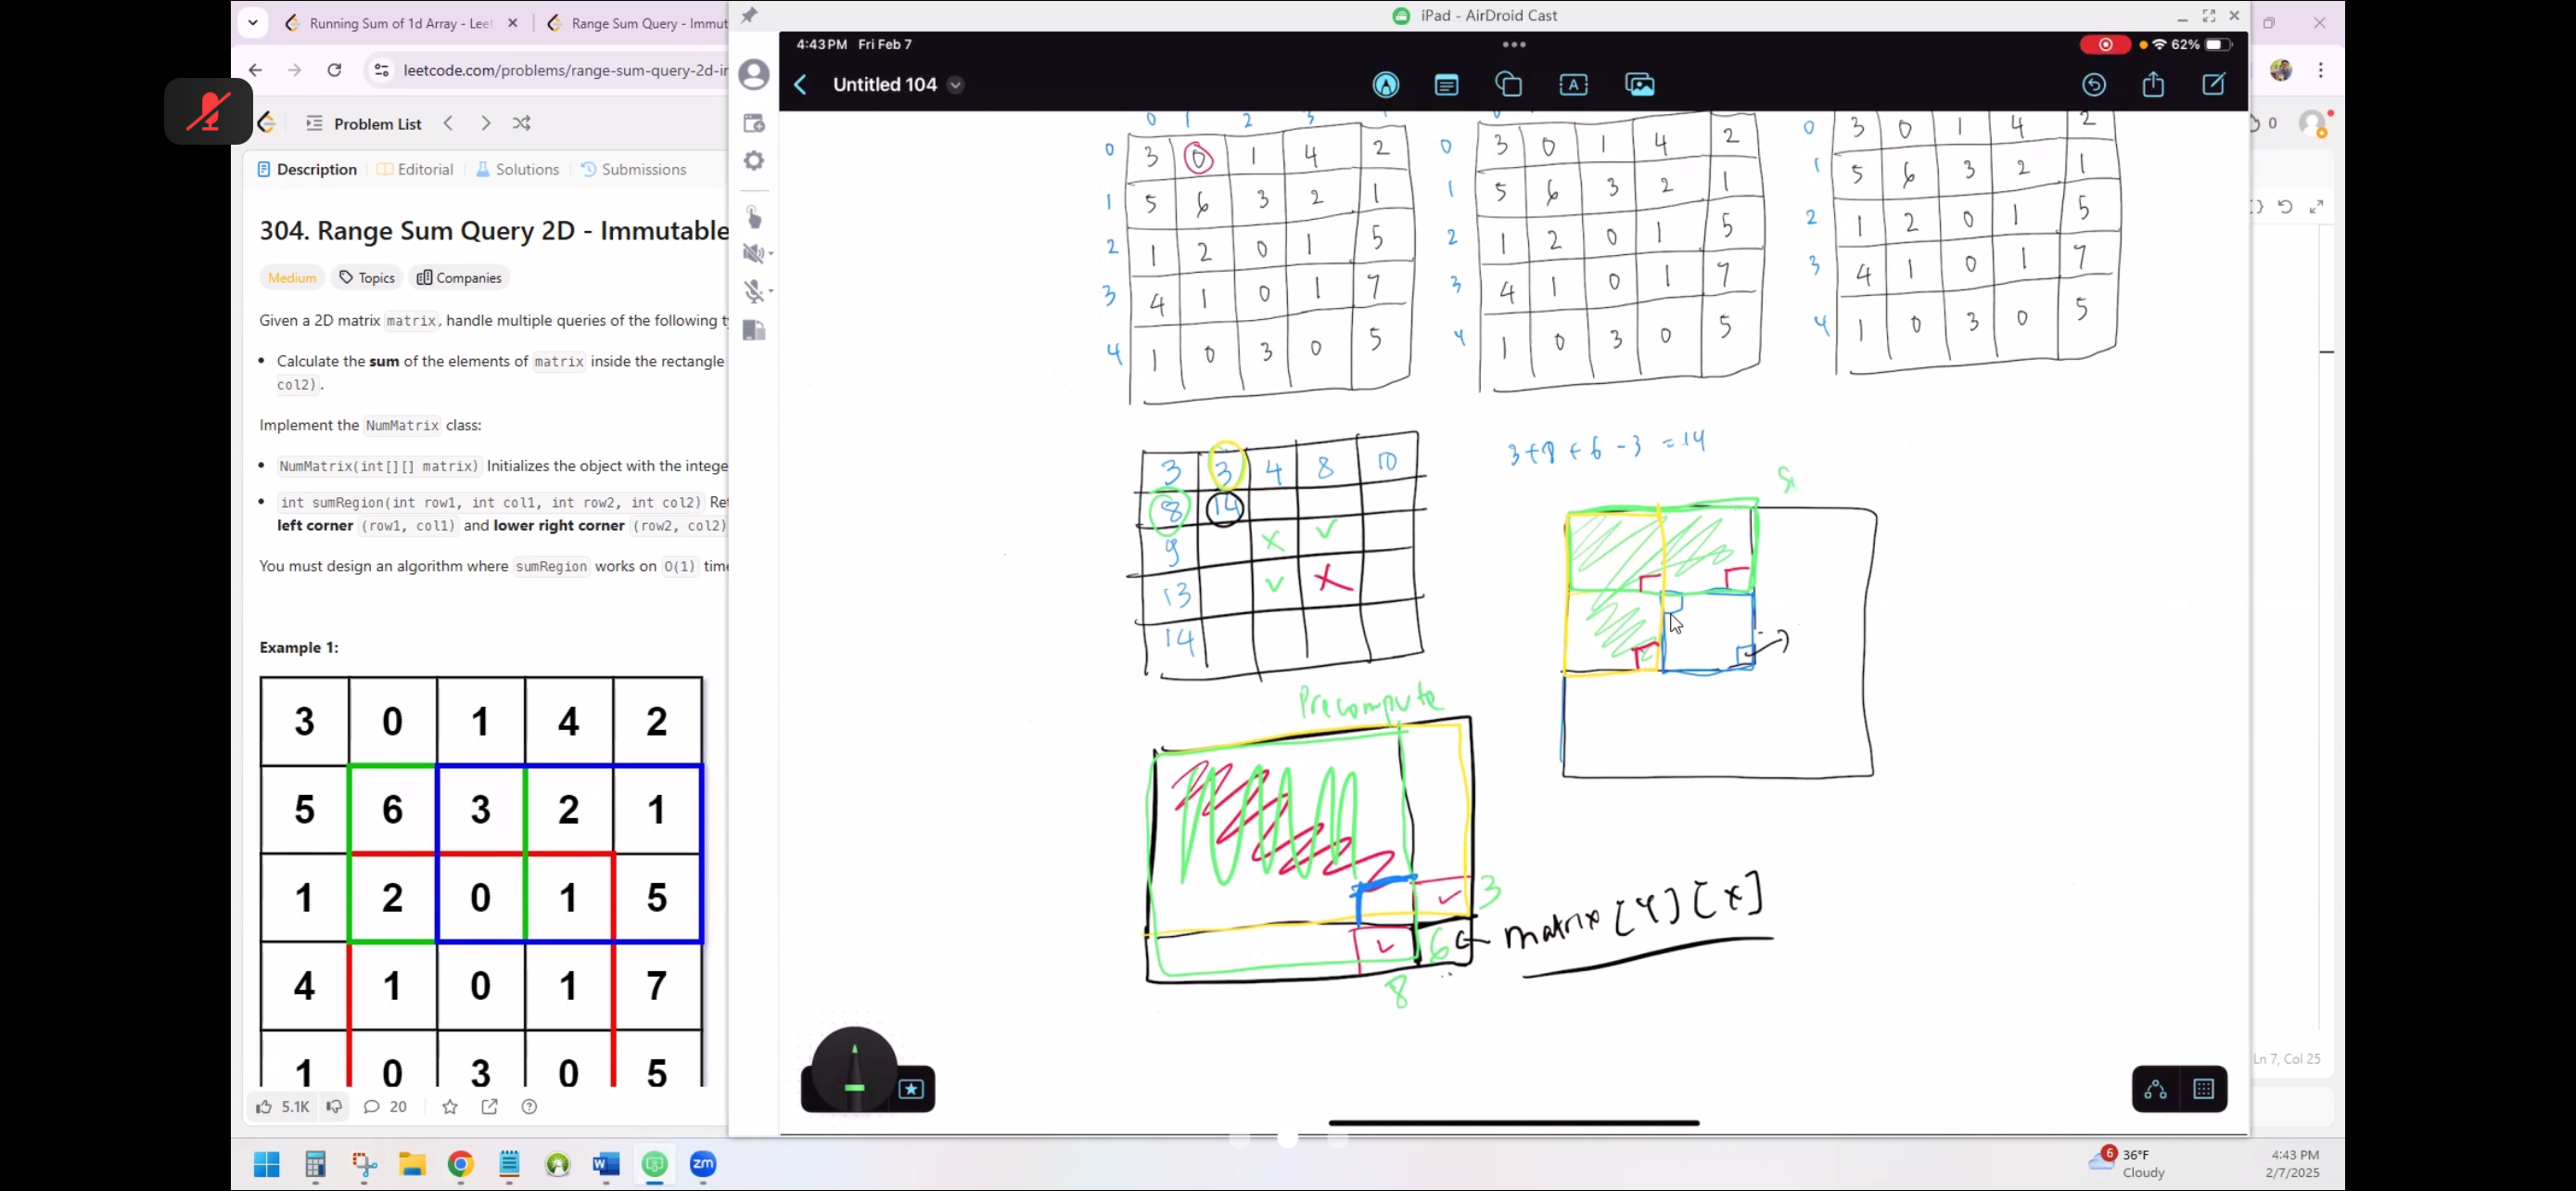 Running Sum of 1d Array - Leet
Range Sum Query - Immut
iPad - AirDroid Cast
leetcode.com/problems/range-sum-query-2d-in
4:43 PM Fri Feb 7
62%
Untitled 104
A
Problem List
0
Description
Editorial
Solutions
Submissions
304. Range Sum Query 2D - Immutable
Medium
Topics
Companies
Given a 2D matrix matrix, handle multiple queries of the following t
• Calculate the sum of the elements of matrix inside the rectangle
col2).
Implement the NumMatrix class:
• NumMatrix(int[][] matrix) Initializes the object with the intege
• int sumRegion(int row1, int col1, int row2, int col2) Re
left corner (row1, col1) and lower right corner (row2, col2)
You must design an algorithm where sumRegion works on O(1) time
Example 1:
3 0 1 4 2
5 6 3 2 1
1 2 0 1 5
4 1 0 1 7
1 0 3 0 5
5.1K
20
0 1 2 3
0 3 0 1 4 2
1 5 6 3 2 1
2 1 2 0 1 5
3 4 1 0 1 7
4 1 0 3 0 5
0 3 0 1 4 2
1 5 6 3 2 1
2 1 2 0 1 5
3 4 1 0 1 7
4 1 0 3 0 5
0 3 0 1 4 2
1 5 6 3 2 1
2 1 2 0 1 5
3 4 1 0 1 7
4 1 0 3 0 5
3 3 4 8 10
8 14
9 x ✓
13 ✓ x
14
Precompute
3
6 ← matrix[Y][X]
8
Ln 7, Col 25
W
zm
6
36°F
Cloudy
4:43 PM
2/7/2025